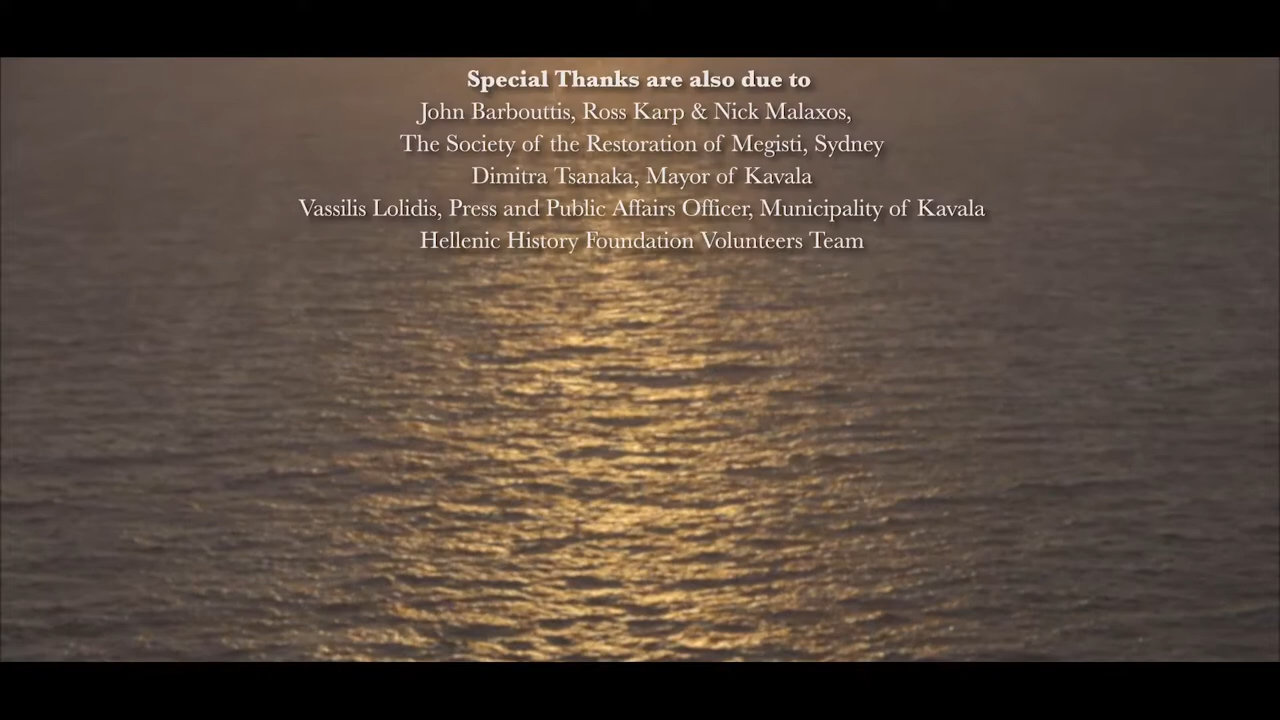 Special Thanks are also due to
John Barbouttis, Ross Karp & Nick Malaxos,
The Society of the Restoration of Megisti, Sydney
Dimitra Tsanaka, Mayor of Kavala
Vassilis Lolidis, Press and Public Affairs Officer, Municipality of Kavala
Hellenic History Foundation Volunteers Team